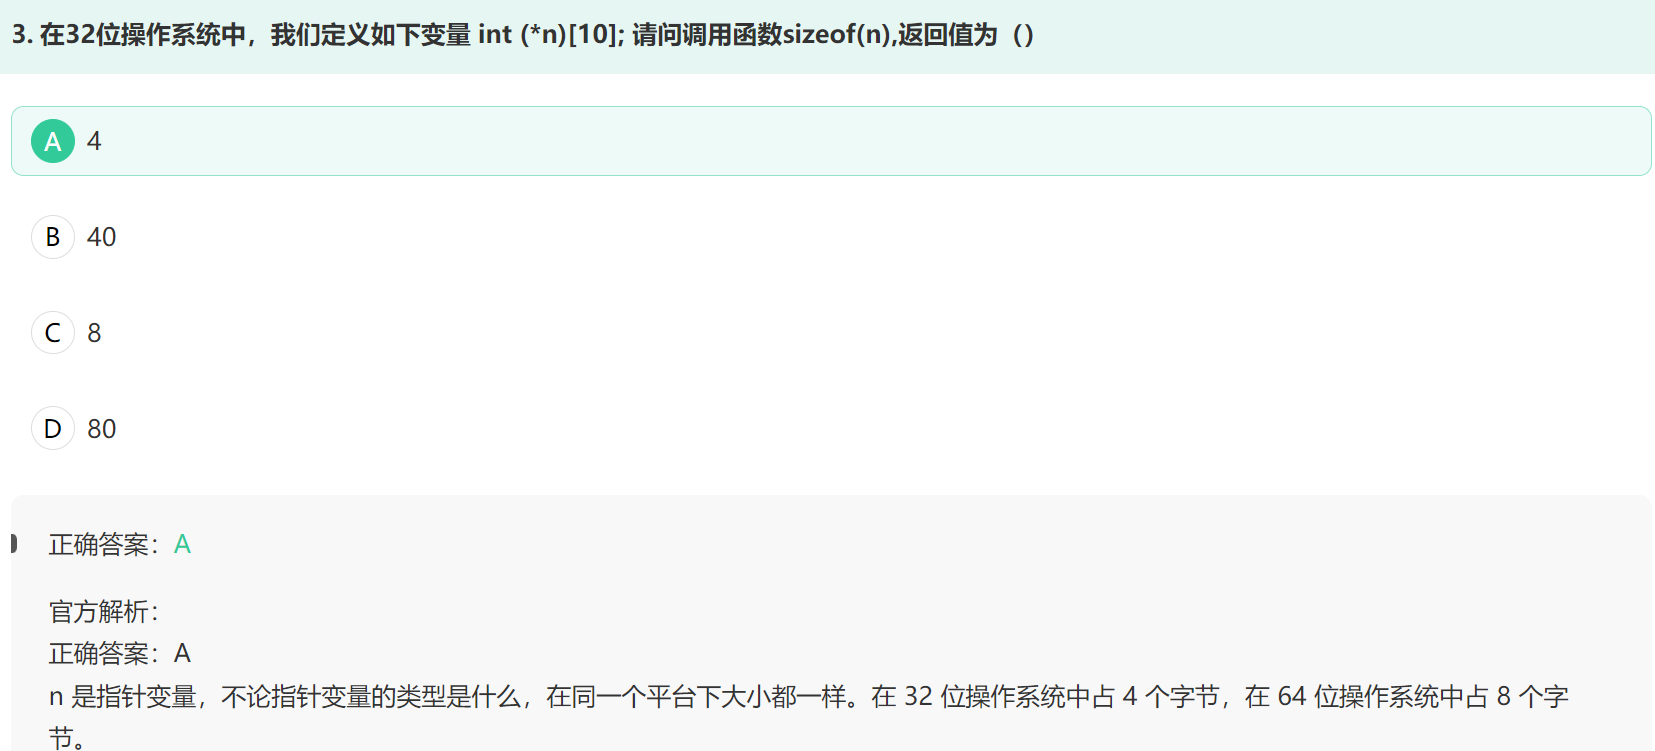 3. 在32位操作系统中，我们定义如下变量 int (*n)[10]; 请问调用函数sizeof(n),返回值为（）
A 4
B 40
C 8
D 80
正确答案：A
官方解析：
正确答案：A
n 是指针变量，不论指针变量的类型是什么，在同一个平台下大小都一样。在 32 位操作系统中占 4 个字节，在 64 位操作系统中占 8 个字
节。